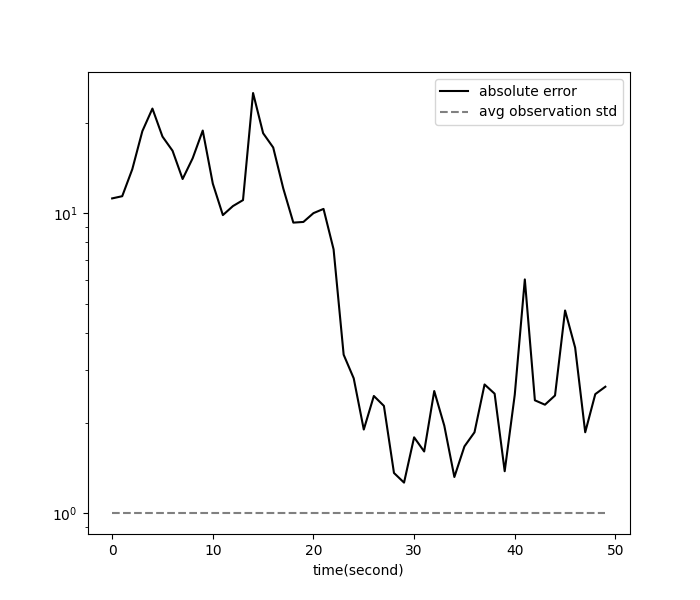 absolute error
avg observation std
10¹
10⁰
0 10 20 30 40 50
time(second)